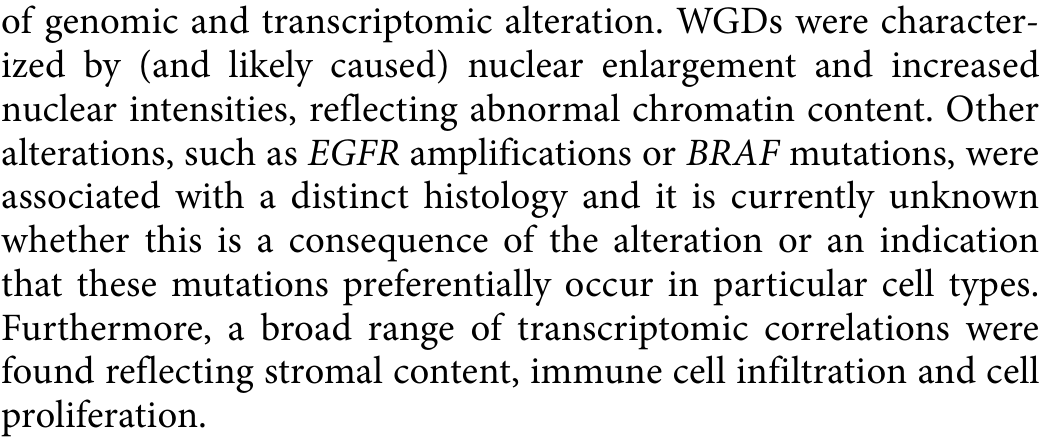 of genomic and transcriptomic alteration. WGDs were character-
ized by (and likely caused) nuclear enlargement and increased
nuclear intensities, reflecting abnormal chromatin content. Other
alterations, such as EGFR amplifications or BRAF mutations, were
associated with a distinct histology and it is currently unknown
whether this is a consequence of the alteration or an indication
that these mutations preferentially occur in particular cell types.
Furthermore, a broad range of transcriptomic correlations were
found reflecting stromal content, immune cell infiltration and cell
proliferation.